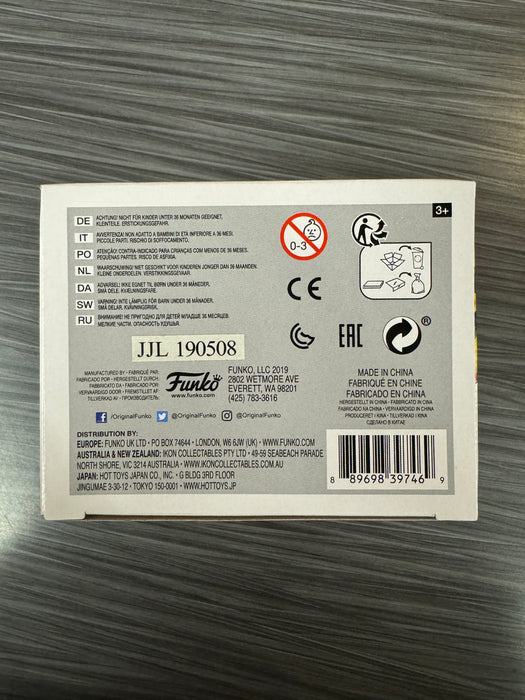 3+
DE ACHTUNG! NICHT FÜR KINDER UNTER 36 MONATEN GEEIGNET,
KLEINTEILE. ERSTICKUNGSGEFAHR.
IT AVVERTENZA! NON ADATTO A BAMBINI DI ETÀ INFERIORE A 36 MESI.
PICCOLE PARTI. RISCHIO DI SOFFOCAMENTO.
PO ATENÇÃO! CONTRA-INDICADO PARA CRIANÇAS COM MENOS DE 36 MESES.
PEQUENAS PARTES. RISCO DE ASFIXIA.
NL WAARSCHUWING! NIET GESCHIKT VOOR KINDEREN JONGER DAN 36 MAANDEN.
KLEINE ONDERDELEN. VERSTIKKINGSGEVAAR.
DA ADVARSEL! IKKE EGNET TIL BØRN UNDER 36 MÅNEDER.
SMÅ DELE. KVÆLNINGSFARE.
SW VARNING! INTE LÄMPLIG FÖR BARN UNDER 36 MÅNADER.
SMÅ DELAR. KVÄVNINGSRISK.
RU ВНИМАНИЕ! НЕ ПРИГОДНО ДЛЯ ДЕТЕЙ МЛАДШЕ 36 МЕСЯЦЕВ.
МЕЛКИЕ ЧАСТИ, ОПАСНОСТЬ УДУШЬЯ.
0-3
CE
EAC
®
JJL 190508
MANUFACTURED BY • FABRIQUÉ PAR
FABRICADO POR • HERGESTELLT DURCH
FABBRICATO DA • FABRICADO POR
VERVAARDIGD DOOR • FREMSTILLET AF
TILLVERKAD AV •
Funko
www.funko.com
FUNKO, LLC 2019
2802 WETMORE AVE
EVERETT, WA 98201
(425) 783-3616
MADE IN CHINA
FABRIQUÉ EN CHINE
FABRICADO EN CHINA
HERGESTELLT IN CHINA • FABBRICATO IN CINA
FABRICADO NA CHINA • VERVAARDIGD IN CHINA
PRODUCERET I KINA • TILLVERKAD I KINA
СДЕЛАНО В КИТАЕ
/OriginalFunko @OriginalFunko @OriginalFunko
DISTRIBUTION BY:
EUROPE: FUNKO UK LTD • PO BOX 74644 • LONDON, W6 6JW (UK) • WWW.FUNKO.COM
AUSTRALIA & NEW ZEALAND: IKON COLLECTABLES PTY LTD • 49-59 SEABEACH PARADE
NORTH SHORE, VIC 3214 AUSTRALIA • WWW.IKONCOLLECTABLES.COM.AU
JAPAN: HOT TOYS JAPAN CO., INC. • G BLDG 3RD FLOOR
JINGUMAE 3-30-12 • TOKYO 150-0001 • WWW.HOTTOYS.JP
8 89698 39746 9